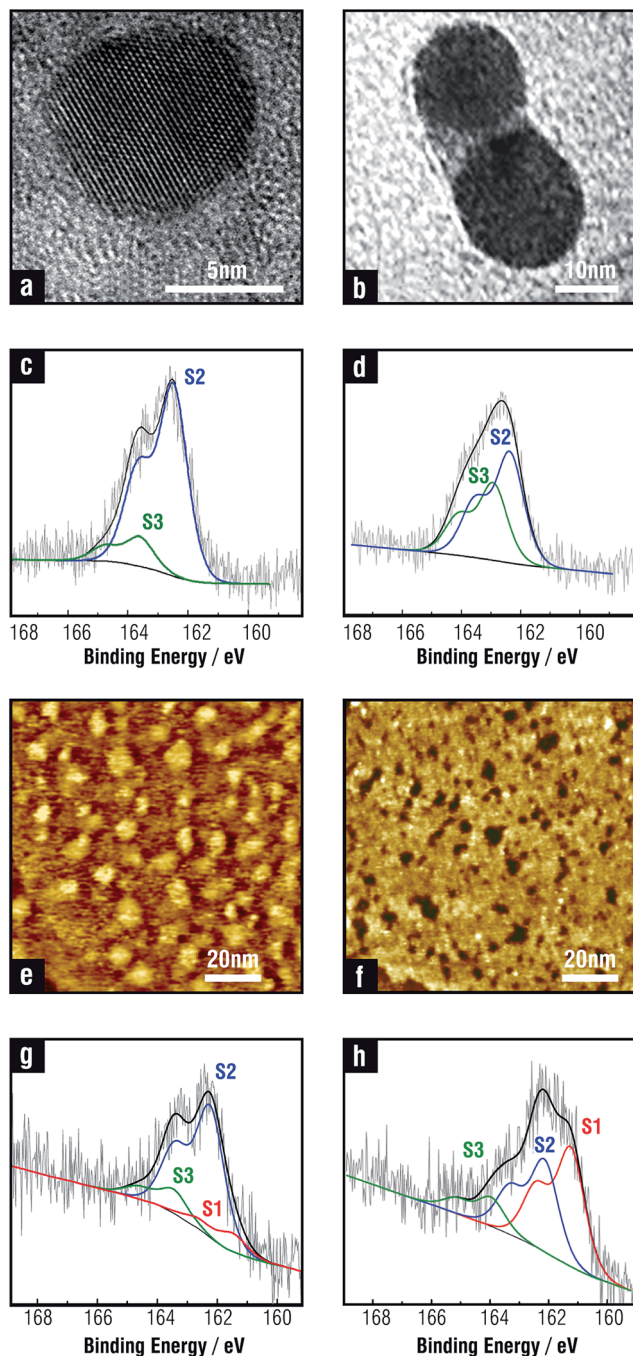 5nm
a
10nm
b
c
S2
S3
168 166 164 162 160
Binding Energy / eV
d
S2
S3
168 166 164 162 160
Binding Energy / eV
20nm
e
20nm
f
g
S2
S3
S1
168 166 164 162 160
Binding Energy / eV
h
S1
S3
S2
168 166 164 162 160
Binding Energy / eV